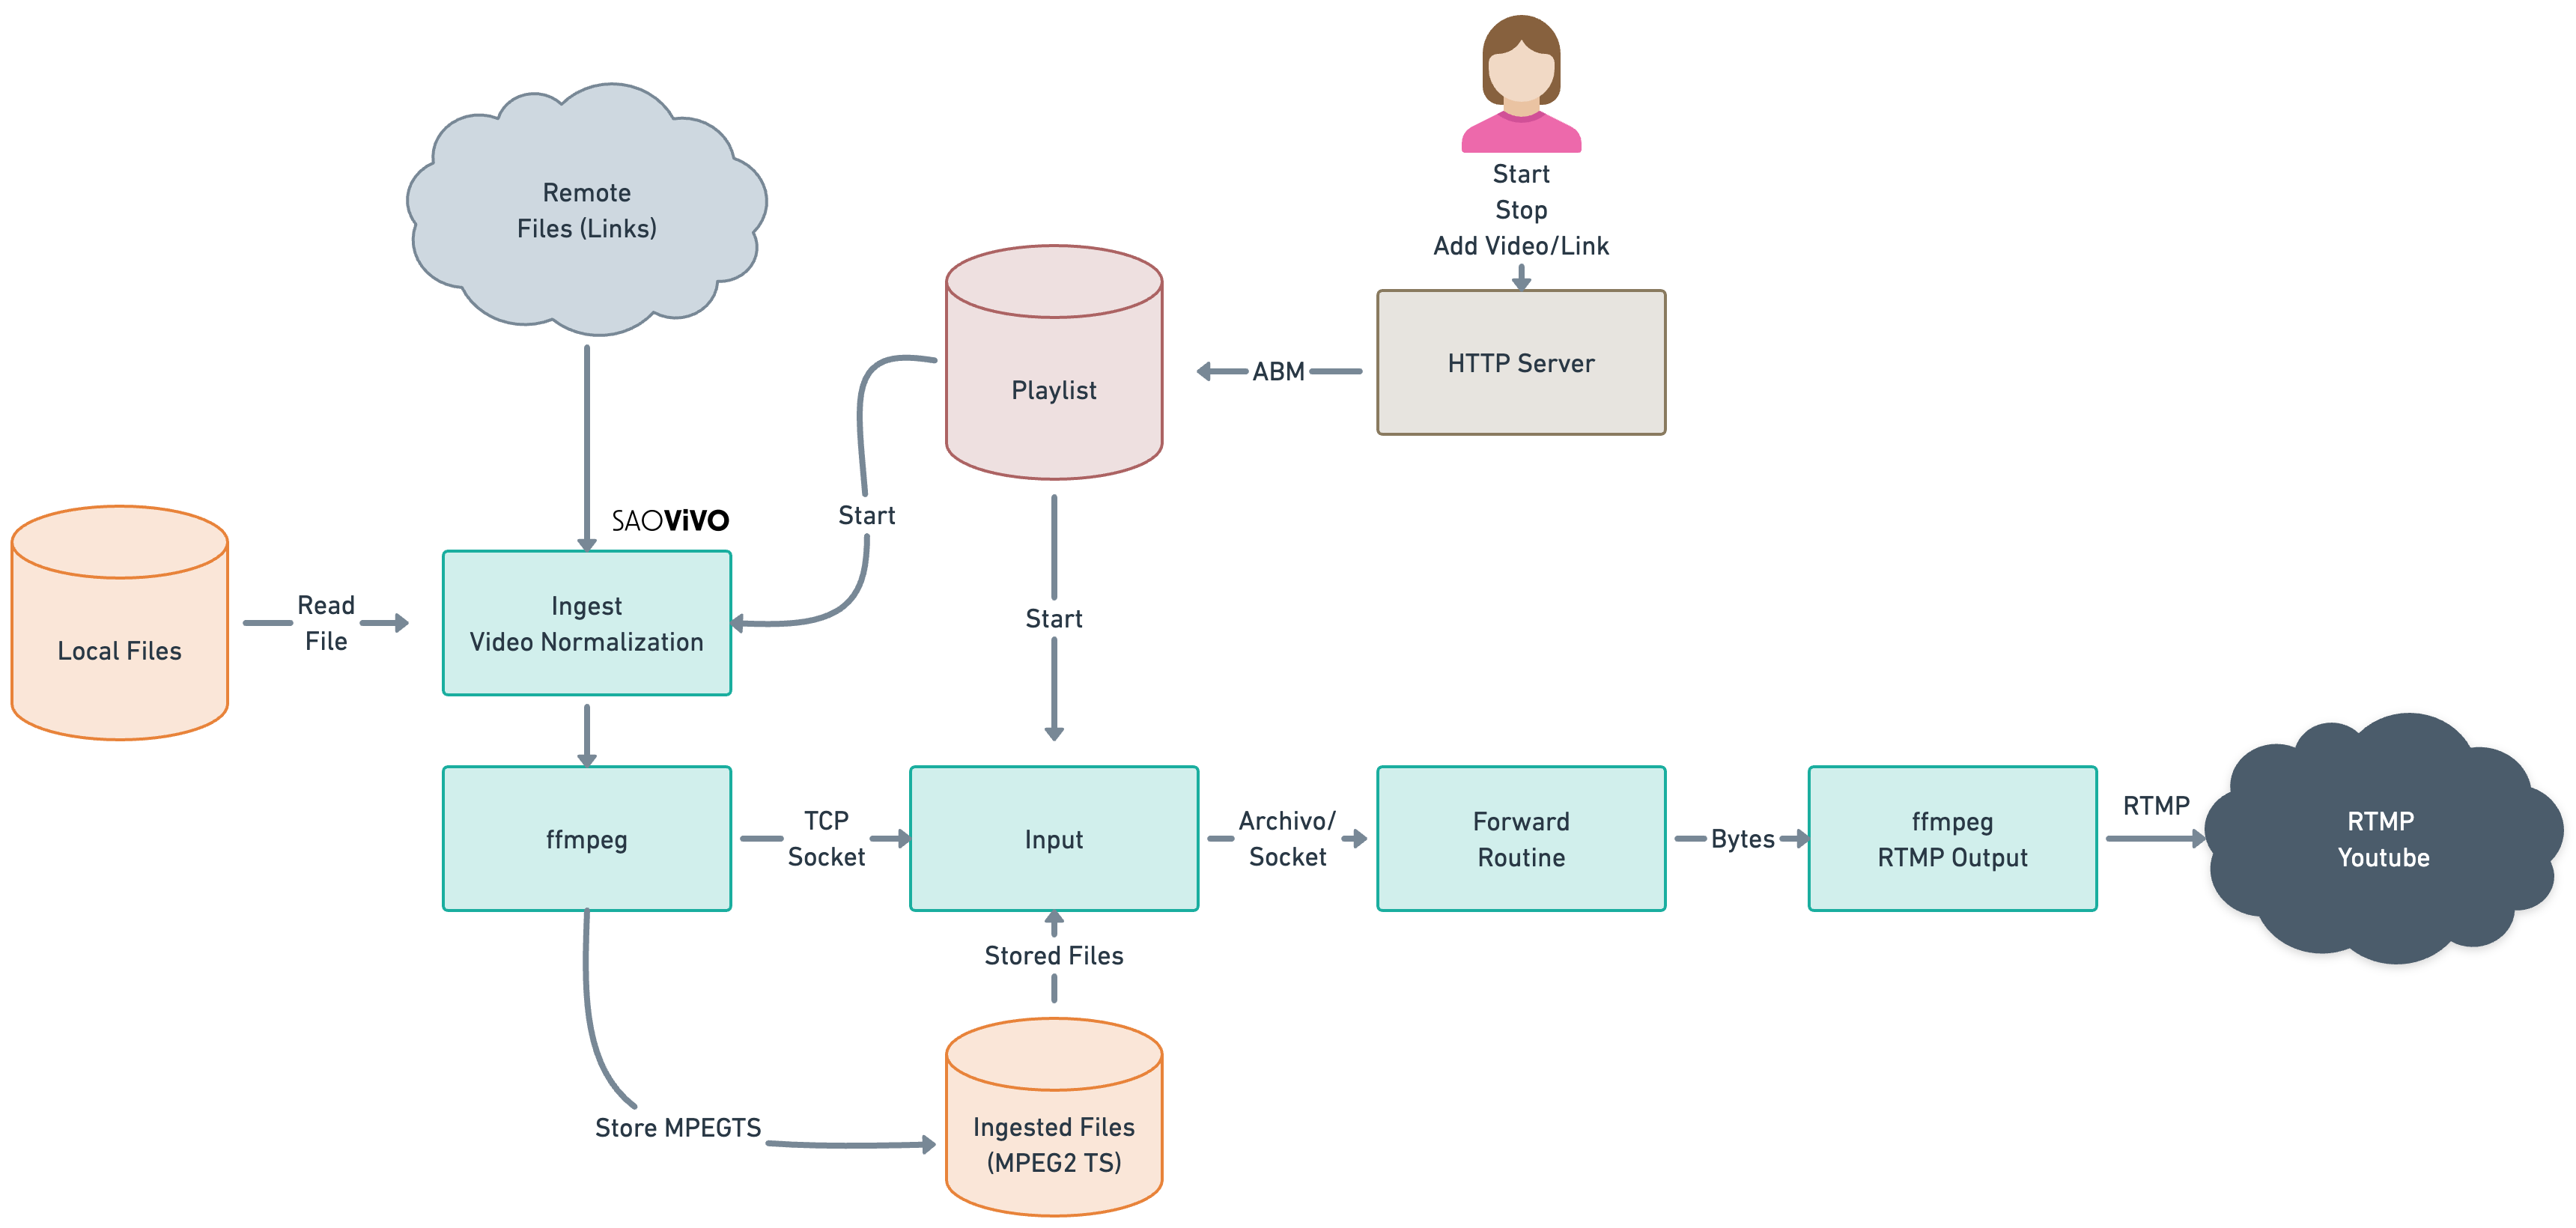 Start
Stop
Add Video/Link
Remote
Files (Links)
HTTP Server
ABM
Playlist
SAOViVO
Start
Read
File
Ingest
Video Normalization
Start
Local Files
ffmpeg
TCP
Socket
Input
Archivo/
Socket
Forward
Routine
Bytes
ffmpeg
RTMP Output
RTMP
RTMP
Youtube
Stored Files
Store MPEGTS
Ingested Files
(MPEG2 TS)